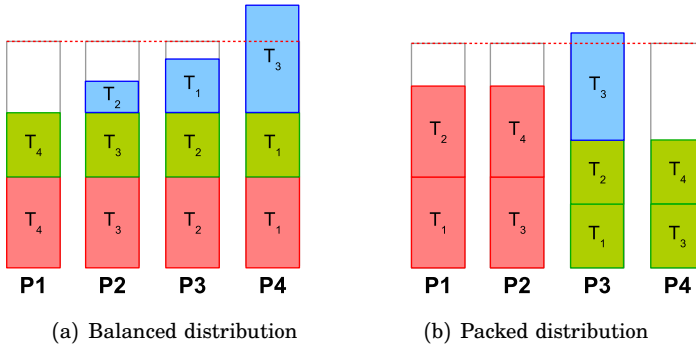 T₃
T₂ T₁
T₄ T₃ T₂ T₁
T₄ T₃ T₂ T₁
P1 P2 P3 P4
(a) Balanced distribution
T₃
T₂ T₄
T₂ T₄
T₁ T₃ T₁ T₃
P1 P2 P3 P4
(b) Packed distribution